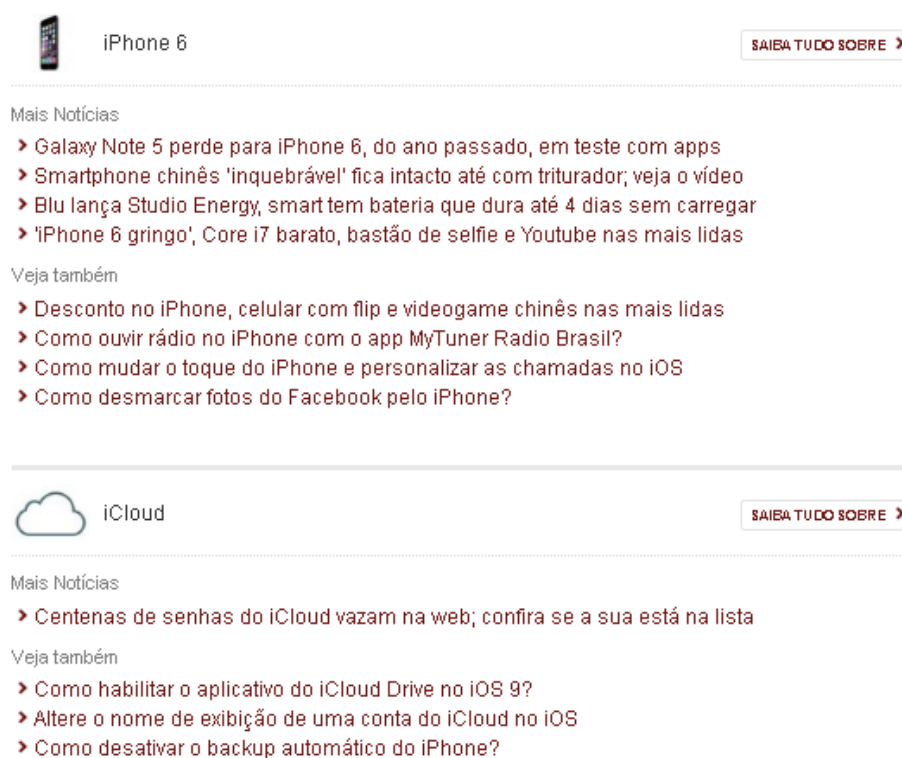 iPhone 6
SAIBA TUDO SOBRE
Mais Notícias
Galaxy Note 5 perde para iPhone 6, do ano passado, em teste com apps
Smartphone chinês 'inquebrável' fica intacto até com triturador; veja o vídeo
Blu lança Studio Energy, smart tem bateria que dura até 4 dias sem carregar
'iPhone 6 gringo', Core i7 barato, bastão de selfie e Youtube nas mais lidas
Veja também
Desconto no iPhone, celular com flip e videogame chinês nas mais lidas
Como ouvir rádio no iPhone com o app MyTuner Radio Brasil?
Como mudar o toque do iPhone e personalizar as chamadas no iOS
Como desmarcar fotos do Facebook pelo iPhone?
iCloud
SAIBA TUDO SOBRE
Mais Notícias
Centenas de senhas do iCloud vazam na web; confira se a sua está na lista
Veja também
Como habilitar o aplicativo do iCloud Drive no iOS 9?
Altere o nome de exibição de uma conta do iCloud no iOS
Como desativar o backup automático do iPhone?